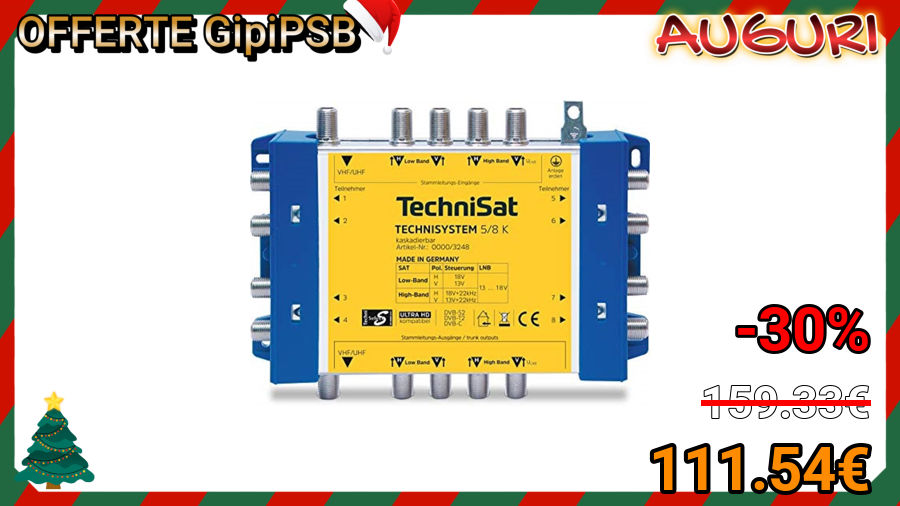 OFFERTE GipiPSB
AUGURI
VHF/UHF
H Low Band V
H High Band V
Anlage erden
Stammleitungs-Eingänge
Teilnehmer
Teilnehmer
1
5
2
6
TechniSat
TECHNISYSTEM 5/8 K
kaskadierbar
Artikel-Nr.: 0000/3248
MADE IN GERMANY
SAT Pol. Steuerung LNB
Low-Band H 18V
V 13V
13 ... 18V
High-Band H 18V+22kHz
V 13V+22kHz
3
7
4
8
ULTRA HD
kompatibel
DVB-S2
DVB-T2
DVB-C
CE
Stammleitungs-Ausgänge / trunk outputs
VHF/UHF
H Low Band V
H High Band V
-30%
159.33€
111.54€